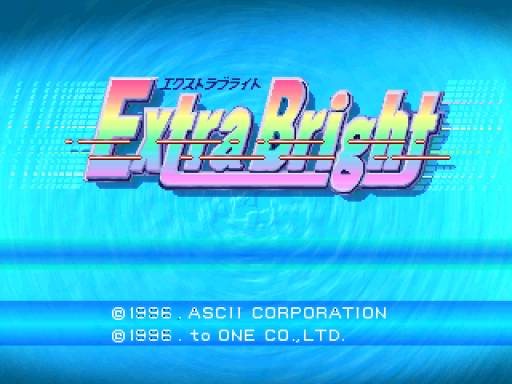 エクストラブライト
Extra Bright
©1996. ASCII CORPORATION
©1996. to ONE CO.,LTD.